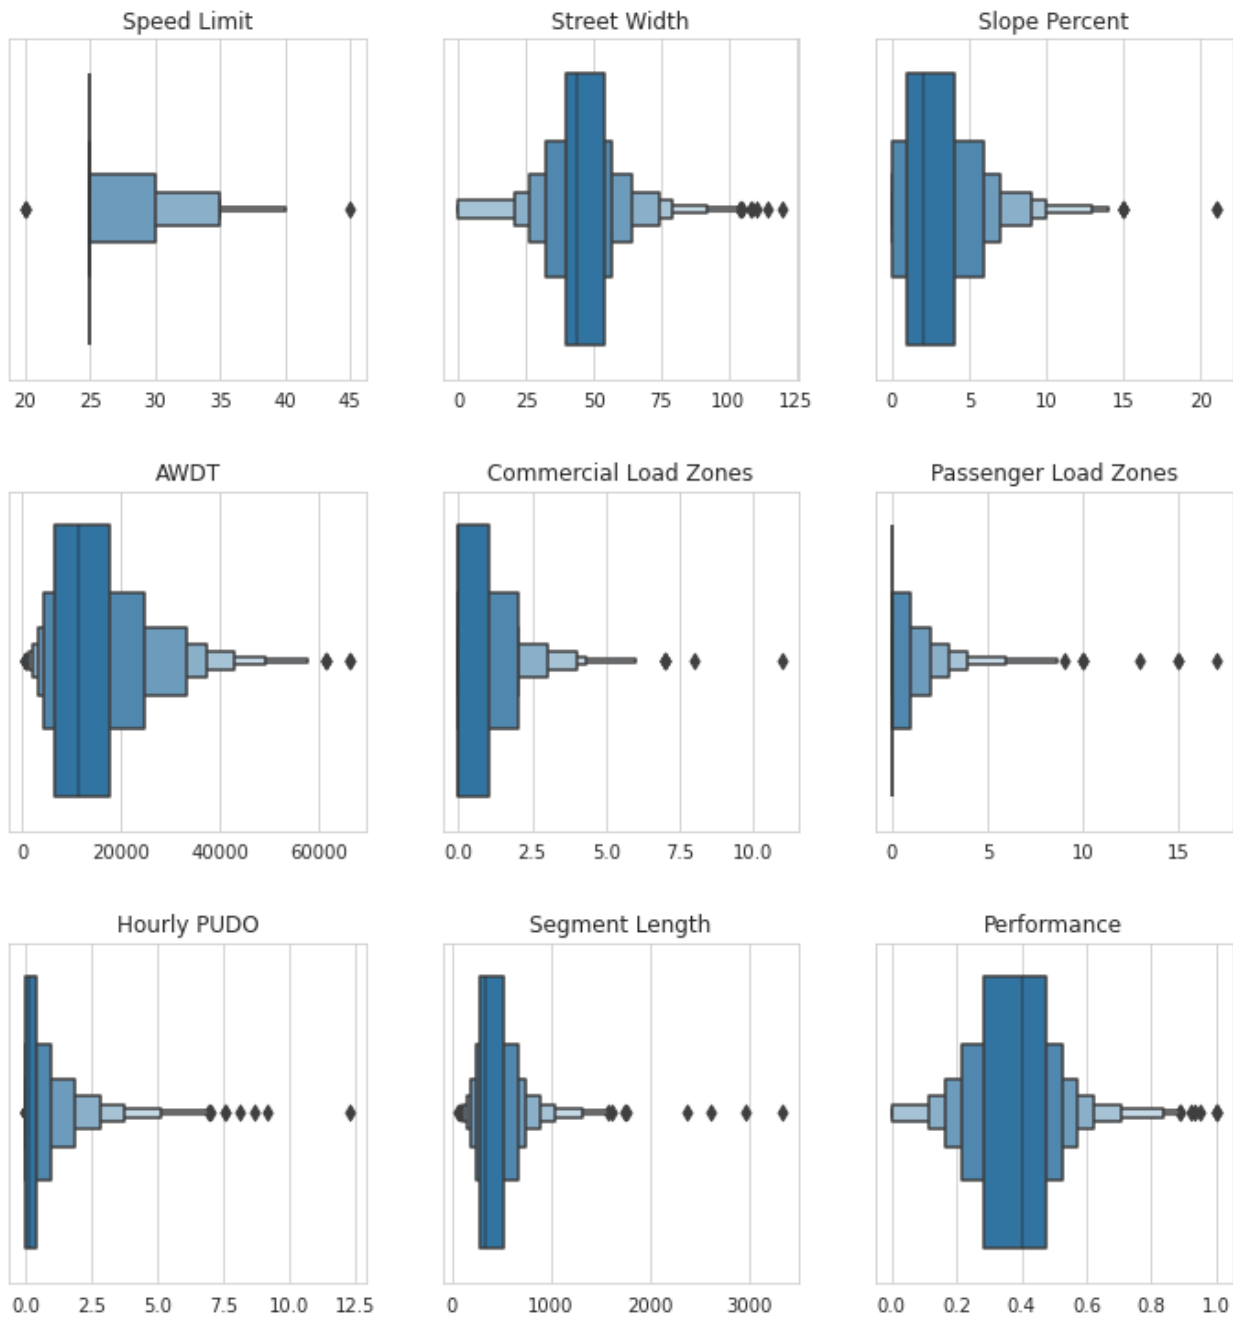 Speed Limit
Street Width
Slope Percent
20 25 30 35 40 45
0 25 50 75 100 125
0 5 10 15 20
AWDT
Commercial Load Zones
Passenger Load Zones
0 20000 40000 60000
0.0 2.5 5.0 7.5 10.0
0 5 10 15
Hourly PUDO
Segment Length
Performance
0.0 2.5 5.0 7.5 10.0 12.5
0 1000 2000 3000
0.0 0.2 0.4 0.6 0.8 1.0